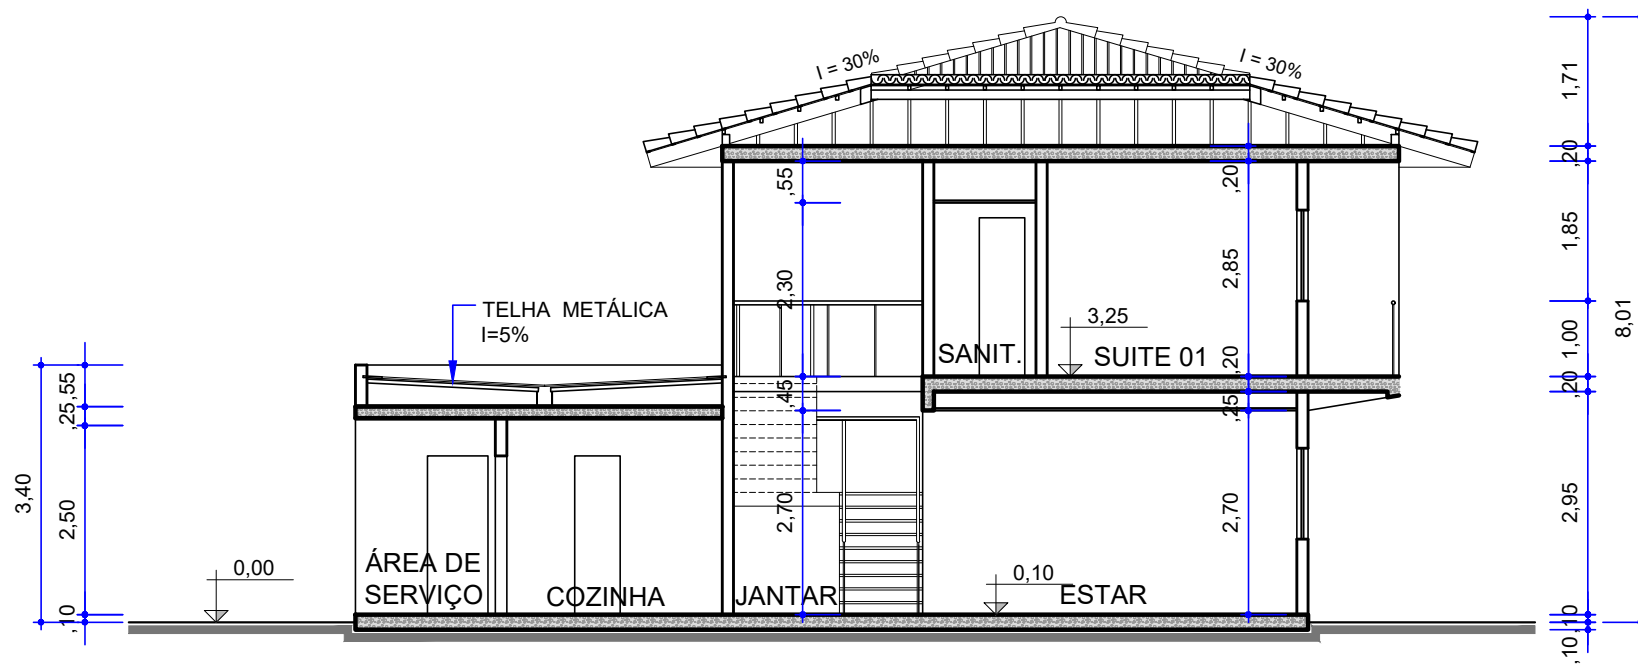 I = 30%
I = 30%
1,71
,20
,55
,20
1,85
2,30
2,85
8,01
TELHA METÁLICA
I=5%
3,25
SANIT.
SUITE 01
1,00
,20
,20
,55
,25
,45
,25
3,40
2,50
2,70
2,70
2,95
0,00
ÁREA DE
SERVIÇO
COZINHA
JANTAR
0,10
ESTAR
,10
,10
,10